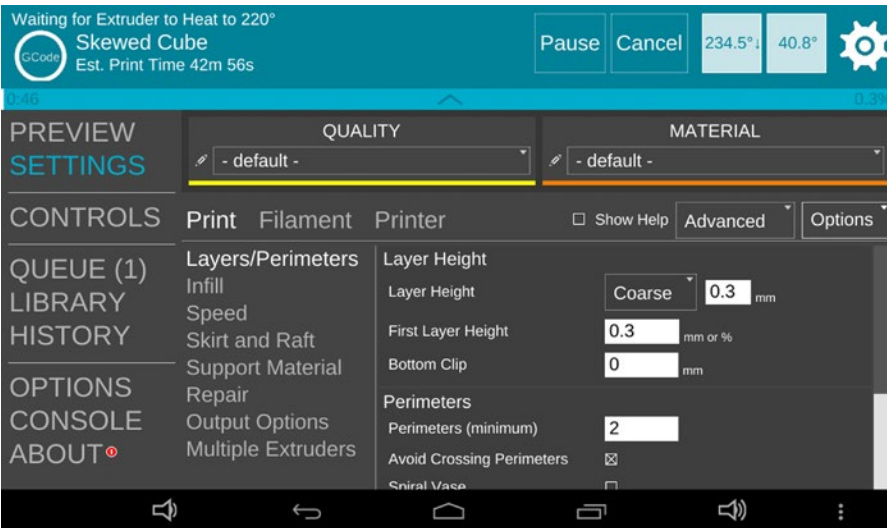 Waiting for Extruder to Heat to 220°
GCode
Skewed Cube
Est. Print Time 42m 56s
Pause
Cancel
234.5°↓
40.8°
0:46
0.3%
PREVIEW
SETTINGS
CONTROLS
QUEUE (1)
LIBRARY
HISTORY
OPTIONS
CONSOLE
ABOUT
QUALITY
- default -
MATERIAL
- default -
Print Filament Printer
Show Help
Advanced
Options
Layers/Perimeters
Infill
Speed
Skirt and Raft
Support Material
Repair
Output Options
Multiple Extruders
Layer Height
Layer Height Coarse 0.3 mm
First Layer Height 0.3 mm or %
Bottom Clip 0 mm
Perimeters
Perimeters (minimum) 2
Avoid Crossing Perimeters
Spiral Vase